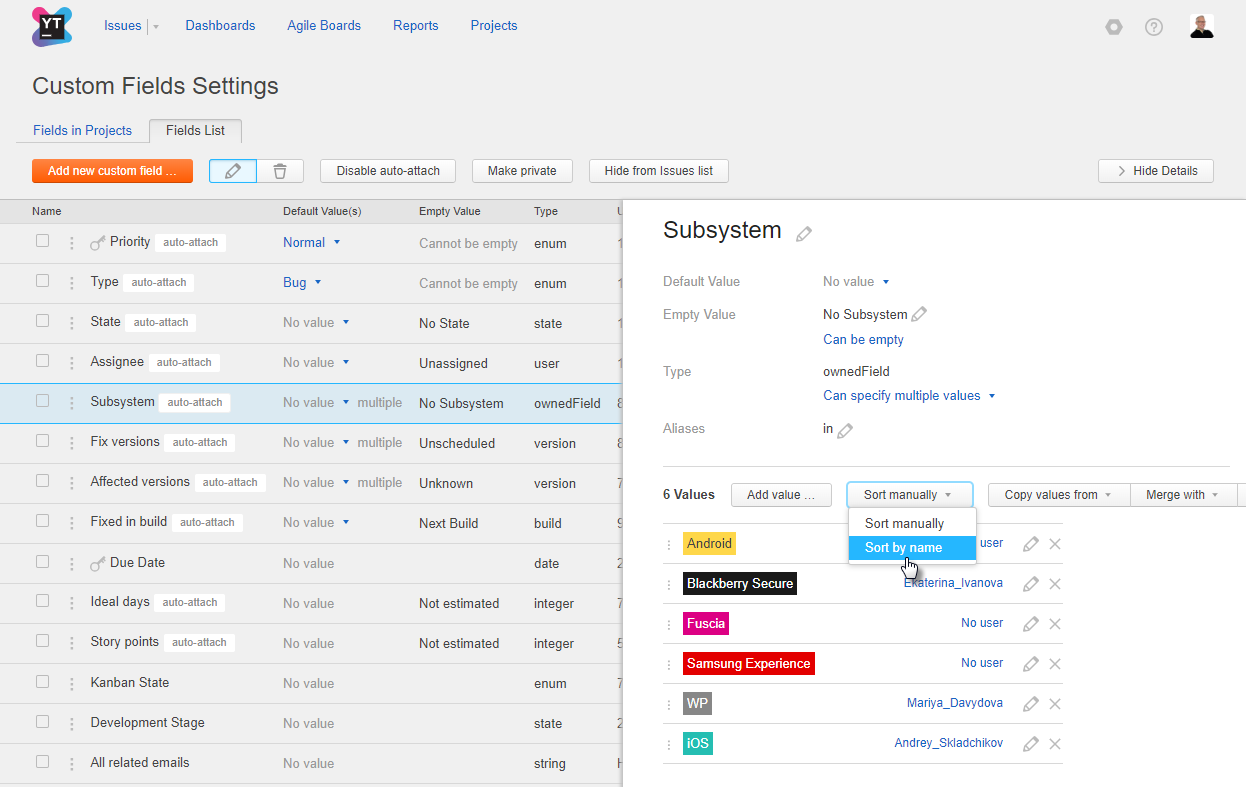 YT
Issues
Dashboards
Agile Boards
Reports
Projects
Custom Fields Settings
Fields in Projects
Fields List
Add new custom field ...
Disable auto-attach
Make private
Hide from Issues list
Hide Details
Name Default Value(s) Empty Value Type
Priority auto-attach Normal Cannot be empty enum
Type auto-attach Bug Cannot be empty enum
State auto-attach No value No State state
Assignee auto-attach No value Unassigned user
Subsystem auto-attach No value multiple No Subsystem ownedField
Fix versions auto-attach No value multiple Unscheduled version
Affected versions auto-attach No value multiple Unknown version
Fixed in build auto-attach No value Next Build build
Due Date No value date
Ideal days auto-attach No value Not estimated integer
Story points auto-attach No value Not estimated integer
Kanban State No value enum
Development Stage No value state
All related emails No value string
Subsystem
Default Value No value
Empty Value No Subsystem
Can be empty
Type ownedField
Can specify multiple values
Aliases in
6 Values Add value ... Sort manually Copy values from Merge with
Sort manually
Sort by name
Android user
Blackberry Secure Ekaterina_Ivanova
Fuscia No user
Samsung Experience No user
WP Mariya_Davydova
iOS Andrey_Skladchikov